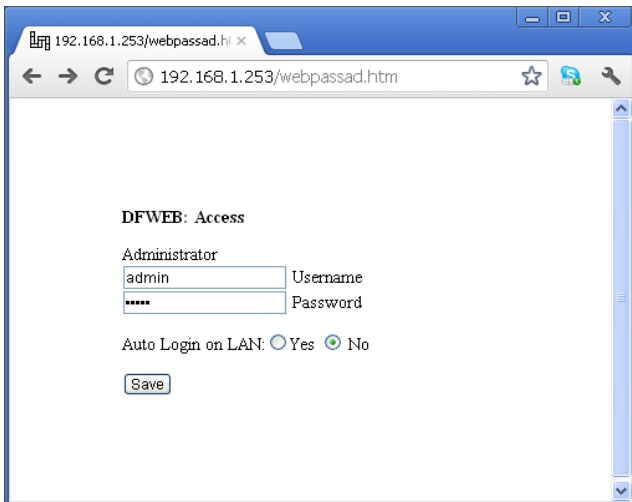 192.168.1.253/webpassad.h
192.168.1.253/webpassad.htm
DFWEB: Access
Administrator
admin Username
••••• Password
Auto Login on LAN: Yes No
Save